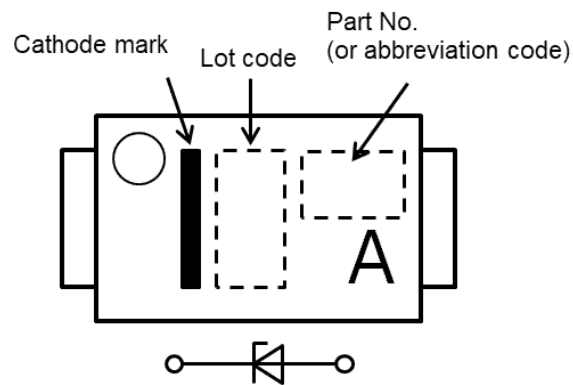 Cathode mark
Lot code
Part No.
(or abbreviation code)
A